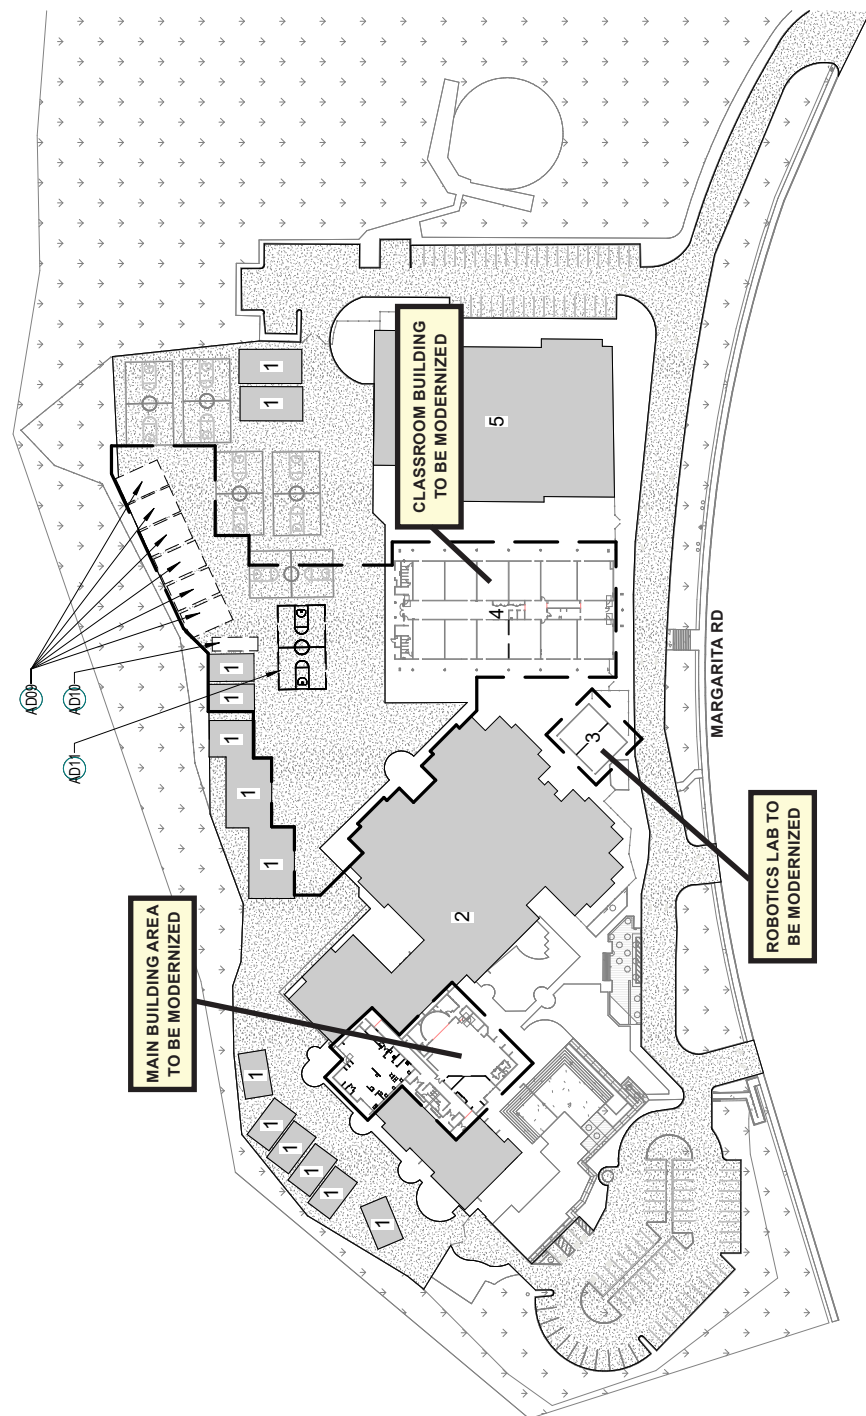 AD09
AD11
AD10
MAIN BUILDING AREA
TO BE MODERNIZED
1
1
1
1
1
1
1
1
1
1
1
1
1
CLASSROOM BUILDING
TO BE MODERNIZED
2
4
5
3
MARGARITA RD
ROBOTICS LAB TO
BE MODERNIZED